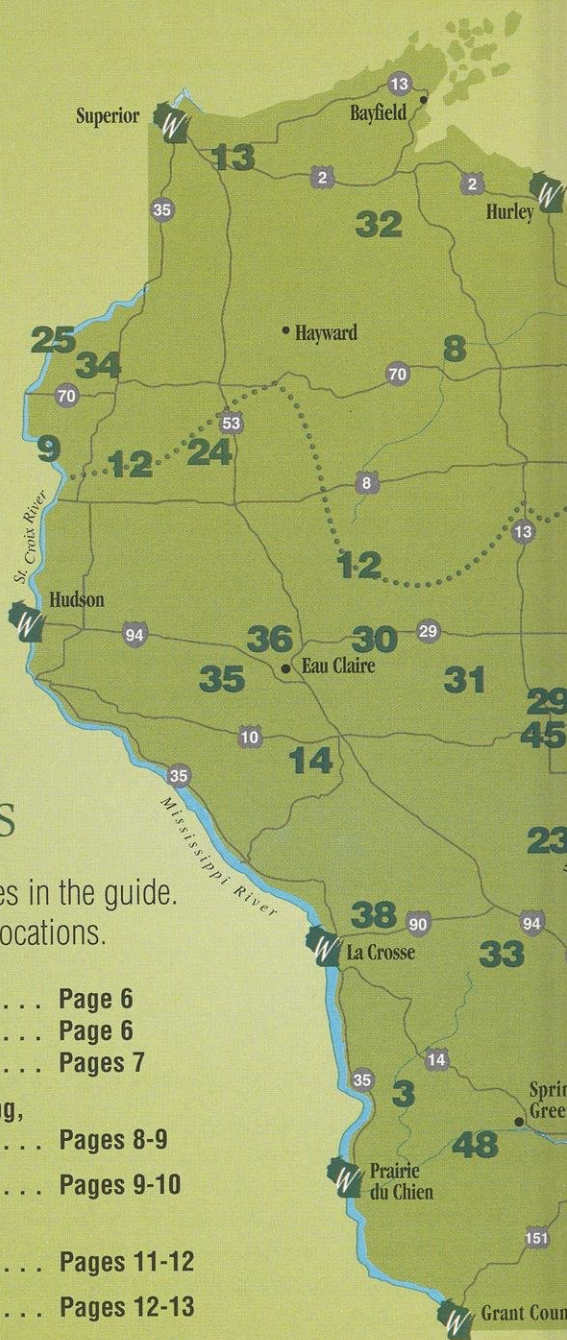 13
Superior
W
Bayfield
13
2
2
W
35
32
Hurley
25
Hayward
8
34
70
70
53
9
12
24
8
St. Croix River
13
12
Hudson
W
94
36
30
29
35
Eau Claire
31
29
10
45
14
35
S
Mississippi River
23
es in the guide.
38
90
94
ocations.
W
La Crosse
33
. . . Page 6
. . . Page 6
14
. . . Pages 7
35
3
Sprin
Gree
g,
. . . Pages 8-9
48
W
Prairie
du Chien
. . . Pages 9-10
151
. . . Pages 11-12
. . . Pages 12-13
W
Grant Coun